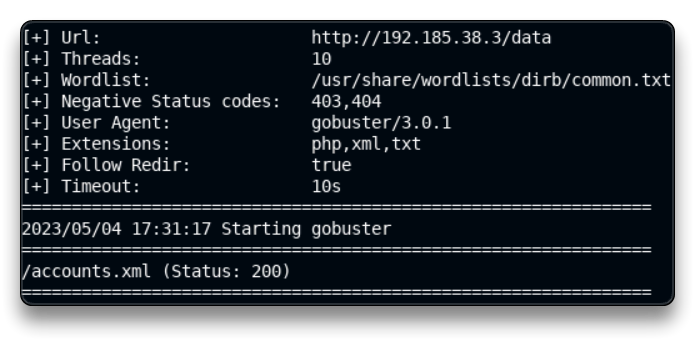 [+] Url: http://192.185.38.3/data
[+] Threads: 10
[+] Wordlist: /usr/share/wordlists/dirb/common.txt
[+] Negative Status codes: 403,404
[+] User Agent: gobuster/3.0.1
[+] Extensions: php,xml,txt
[+] Follow Redir: true
[+] Timeout: 10s
===============================================================
2023/05/04 17:31:17 Starting gobuster
===============================================================
/accounts.xml (Status: 200)
===============================================================